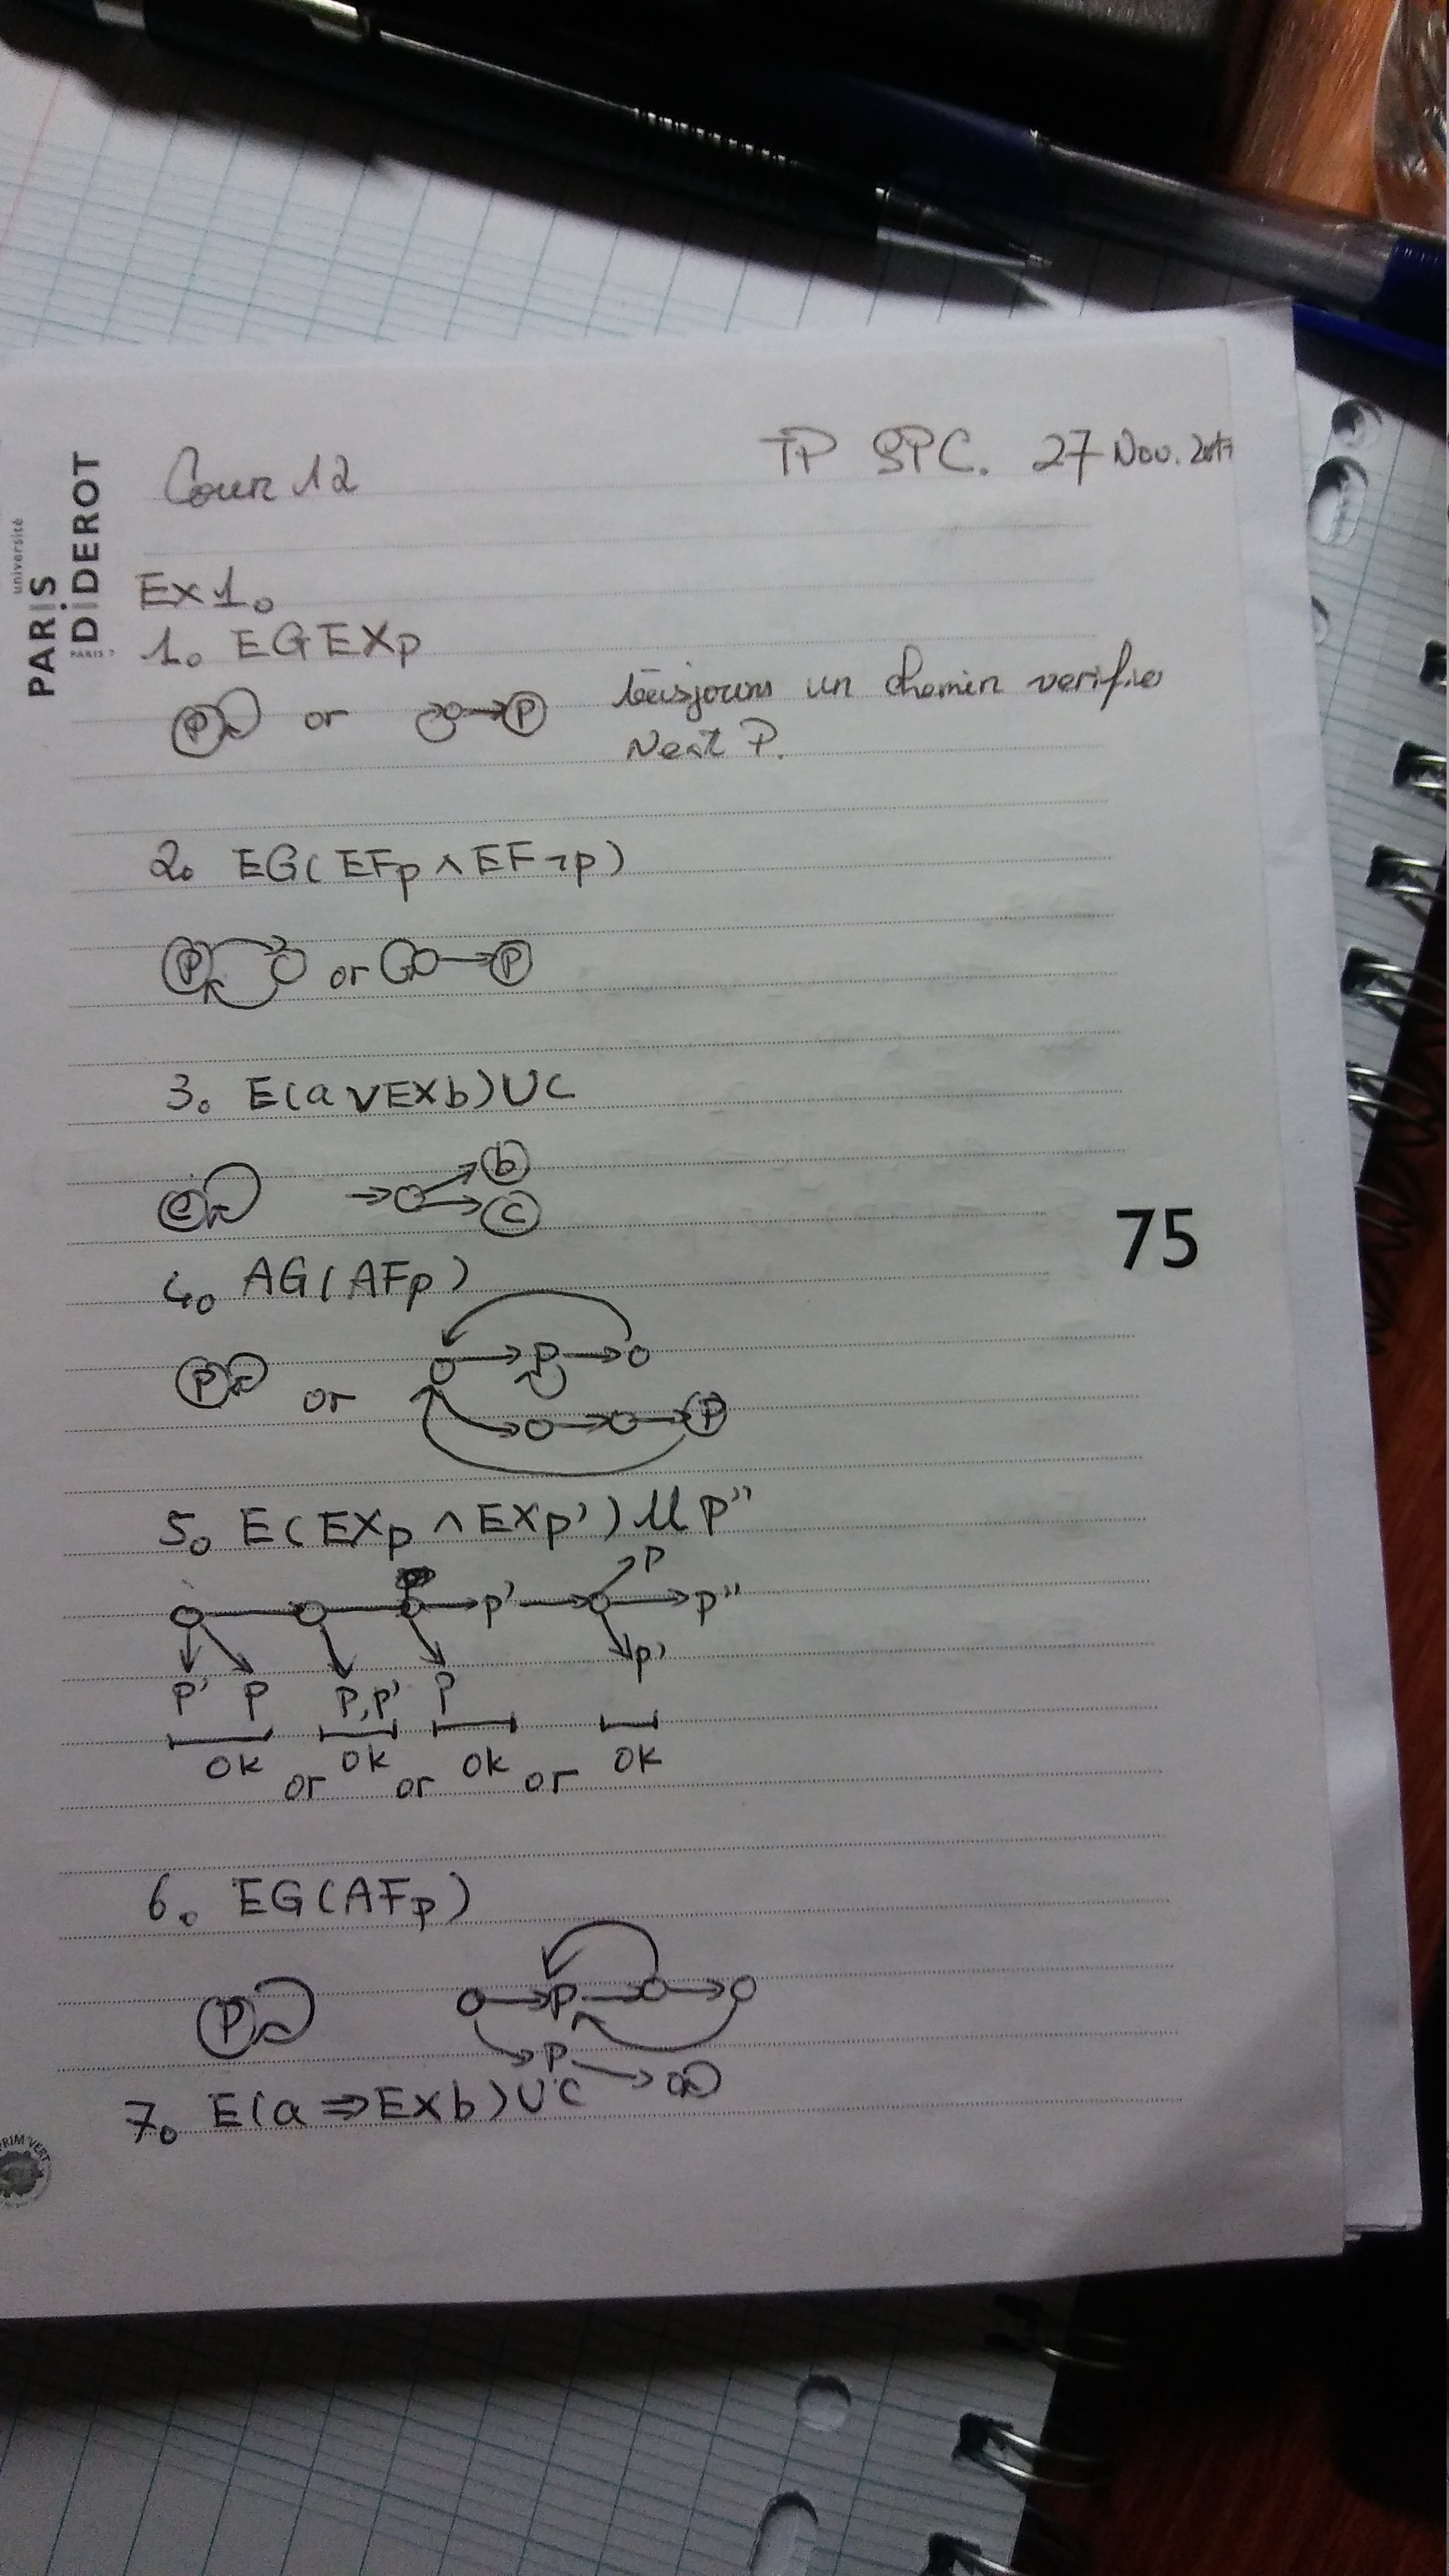 université
PARIS
DiDEROT
PARIS 7
Cour 12
TP SPC. 27 Nov. 2017
Ex 1.
1. EGEXp
P or P toujours un chemin verifie
Next P.
2. EG(EFp ∧ EF¬p)
P or P
3. E(a ∨ EXb)UC
c b
c
75
4. AG(AFp)
P or P
P
5. E(EXp ∧ EXp') U P"
P
p' p"
p'
P' P P,P' P
ok or ok or ok or ok
6. EG(AFp)
P P
P
7. E(a ⇒ EXb)UC
PRIM'VERT